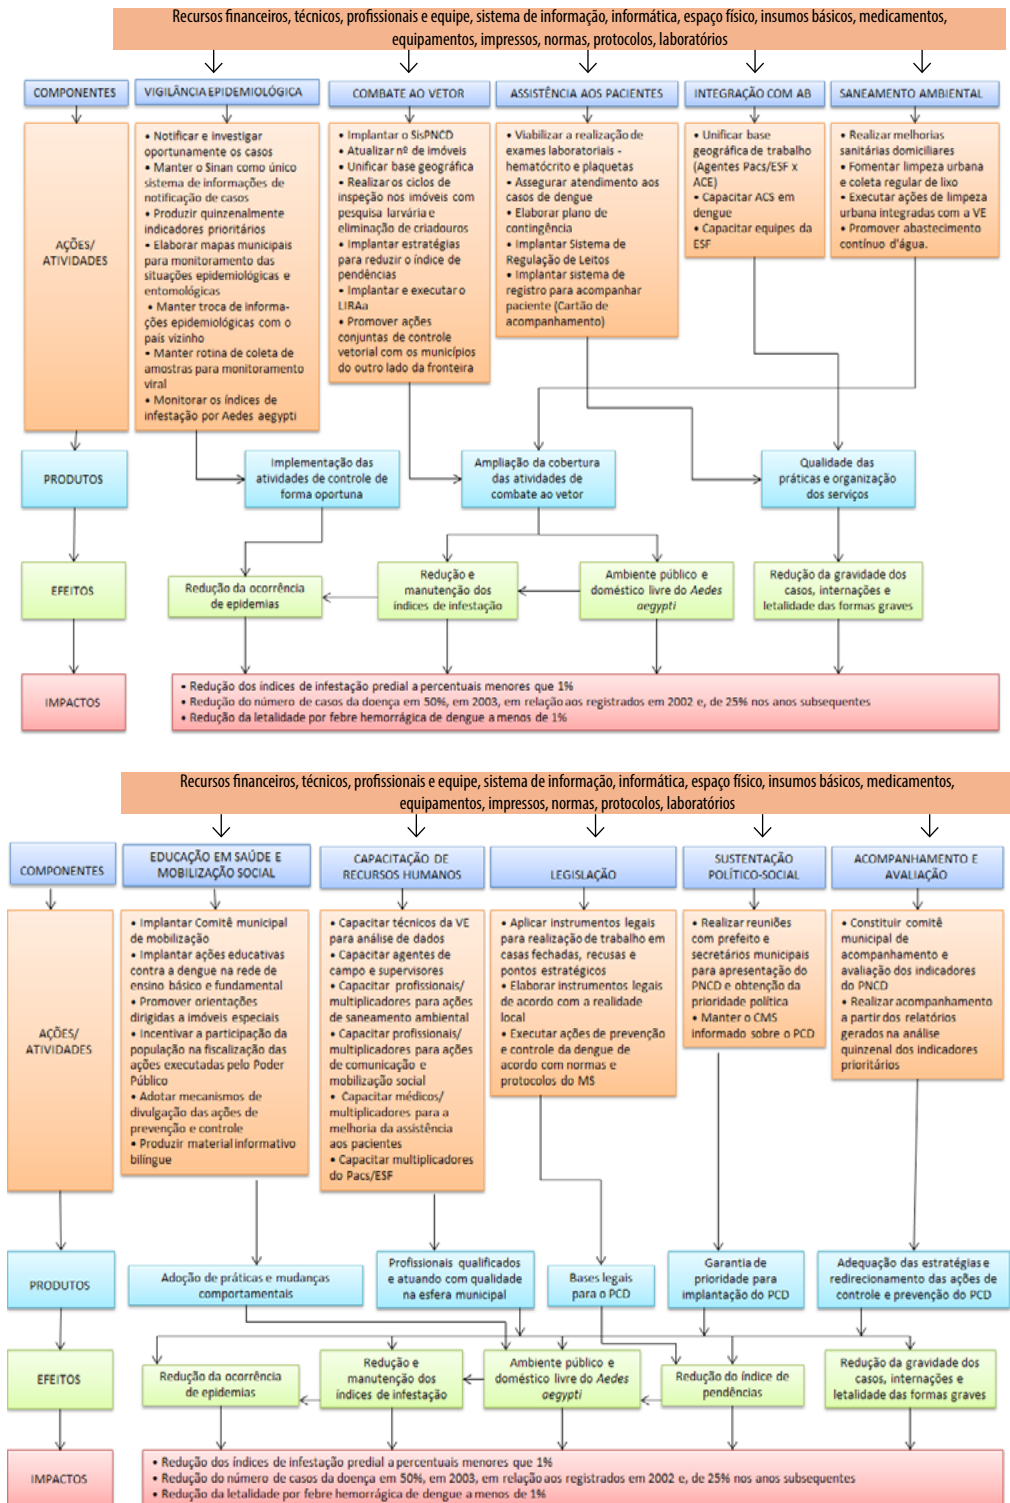 Recursos financeiros, técnicos, profissionais e equipe, sistema de informação, informática, espaço físico, insumos básicos, medicamentos,
equipamentos, impressos, normas, protocolos, laboratórios
COMPONENTES
VIGILÂNCIA EPIDEMIOLÓGICA
COMBATE AO VETOR
ASSISTÊNCIA AOS PACIENTES
INTEGRAÇÃO COM AB
SANEAMENTO AMBIENTAL
AÇÕES/
ATIVIDADES
• Notificar e investigar
oportunamente os casos
• Manter o Sinan como único
sistema de informações de
notificação de casos
• Produzir quinzenalmente
indicadores prioritários
• Elaborar mapas municipais
para monitoramento das
situações epidemiológicas e
entomológicas
• Manter troca de informa-
ções epidemiológicas com o
país vizinho
• Manter rotina de coleta de
amostras para monitoramento
viral
• Monitorar os índices de
infestação por Aedes aegypti
• Implantar o SisPNCD
• Atualizar nº de imóveis
• Unificar base geográfica
• Realizar os ciclos de
inspeção nos imóveis com
pesquisa larvária e
eliminação de criadouros
• Implantar estratégias
para reduzir o índice de
pendências
• Implantar e executar o
LIRAa
• Promover ações
conjuntas de controle
vetorial com os municípios
do outro lado da fronteira
• Viabilizar a realização de
exames laboratoriais -
hematócrito e plaquetas
• Assegurar atendimento aos
casos de dengue
• Elaborar plano de
contingência
• Implantar Sistema de
Regulação de Leitos
• Implantar sistema de
registro para acompanhar
paciente (Cartão de
acompanhamento)
• Unificar base
geográfica de trabalho
(Agentes Pacs/ESF x
ACE)
• Capacitar ACS em
dengue
• Capacitar equipes da
ESF
• Realizar melhorias
sanitárias domiciliares
• Fomentar limpeza urbana
e coleta regular de lixo
• Executar ações de limpeza
urbana integradas com a VE
• Promover abastecimento
contínuo d'água.
PRODUTOS
Implementação das
atividades de controle de
forma oportuna
Ampliação da cobertura
das atividades de
combate ao vetor
Qualidade das
práticas e organização
dos serviços
EFEITOS
Redução da ocorrência
de epidemias
Redução e
manutenção dos
índices de infestação
Ambiente público e
doméstico livre do Aedes
aegypti
Redução da gravidade dos
casos, internações e
letalidade das formas graves
IMPACTOS
• Redução dos índices de infestação predial a percentuais menores que 1%
• Redução do número de casos da doença em 50%, em 2003, em relação aos registrados em 2002 e, de 25% nos anos subsequentes
• Redução da letalidade por febre hemorrágica de dengue a menos de 1%
Recursos financeiros, técnicos, profissionais e equipe, sistema de informação, informática, espaço físico, insumos básicos, medicamentos,
equipamentos, impressos, normas, protocolos, laboratórios
COMPONENTES
EDUCAÇÃO EM SAÚDE E
MOBILIZAÇÃO SOCIAL
CAPACITAÇÃO DE
RECURSOS HUMANOS
LEGISLAÇÃO
SUSTENTAÇÃO
POLÍTICO-SOCIAL
ACOMPANHAMENTO E
AVALIAÇÃO
AÇÕES/
ATIVIDADES
• Implantar Comitê municipal
de mobilização
• Implantar ações educativas
contra a dengue na rede de
ensino básico e fundamental
• Promover orientações
dirigidas a imóveis especiais
• Incentivar a participação da
população na fiscalização das
ações executadas pelo Poder
Público
• Adotar mecanismos de
divulgação das ações de
prevenção e controle
• Produzir material informativo
bilíngue
• Capacitar técnicos da VE
para análise de dados
• Capacitar agentes de
campo e supervisores
• Capacitar profissionais/
multiplicadores para ações
de saneamento ambiental
• Capacitar profissionais/
multiplicadores para ações
de comunicação e
mobilização social
• Capacitar médicos/
multiplicadores para a
melhoria da assistência
aos pacientes
• Capacitar multiplicadores
do Pacs/ESF
• Aplicar instrumentos legais
para realização de trabalho em
casas fechadas, recusas e
pontos estratégicos
• Elaborar instrumentos legais
de acordo com a realidade
local
• Executar ações de prevenção
e controle da dengue de
acordo com normas e
protocolos do MS
• Realizar reuniões
com prefeito e
secretários municipais
para apresentação do
PNCD e obtenção da
prioridade política
• Manter o CMS
informado sobre o PCD
• Constituir comitê
municipal de
acompanhamento e
avaliação dos indicadores
do PNCD
• Realizar acompanhamento
a partir dos relatórios
gerados na análise
quinzenal dos indicadores
prioritários
PRODUTOS
Adoção de práticas e mudanças
comportamentais
Profissionais qualificados
e atuando com qualidade
na esfera municipal
Bases legais
para o PCD
Garantia de
prioridade para
implantação do PCD
Adequação das estratégias e
redirecionamento das ações de
controle e prevenção do PCD
EFEITOS
Redução da ocorrência
de epidemias
Redução e
manutenção dos
índices de infestação
Ambiente público e
doméstico livre do Aedes
aegypti
Redução do índice de
pendências
Redução da gravidade dos
casos, internações e
letalidade das formas graves
IMPACTOS
• Redução dos índices de infestação predial a percentuais menores que 1%
• Redução do número de casos da doença em 50%, em 2003, em relação aos registrados em 2002 e, de 25% nos anos subsequentes
• Redução da letalidade por febre hemorrágica de dengue a menos de 1%